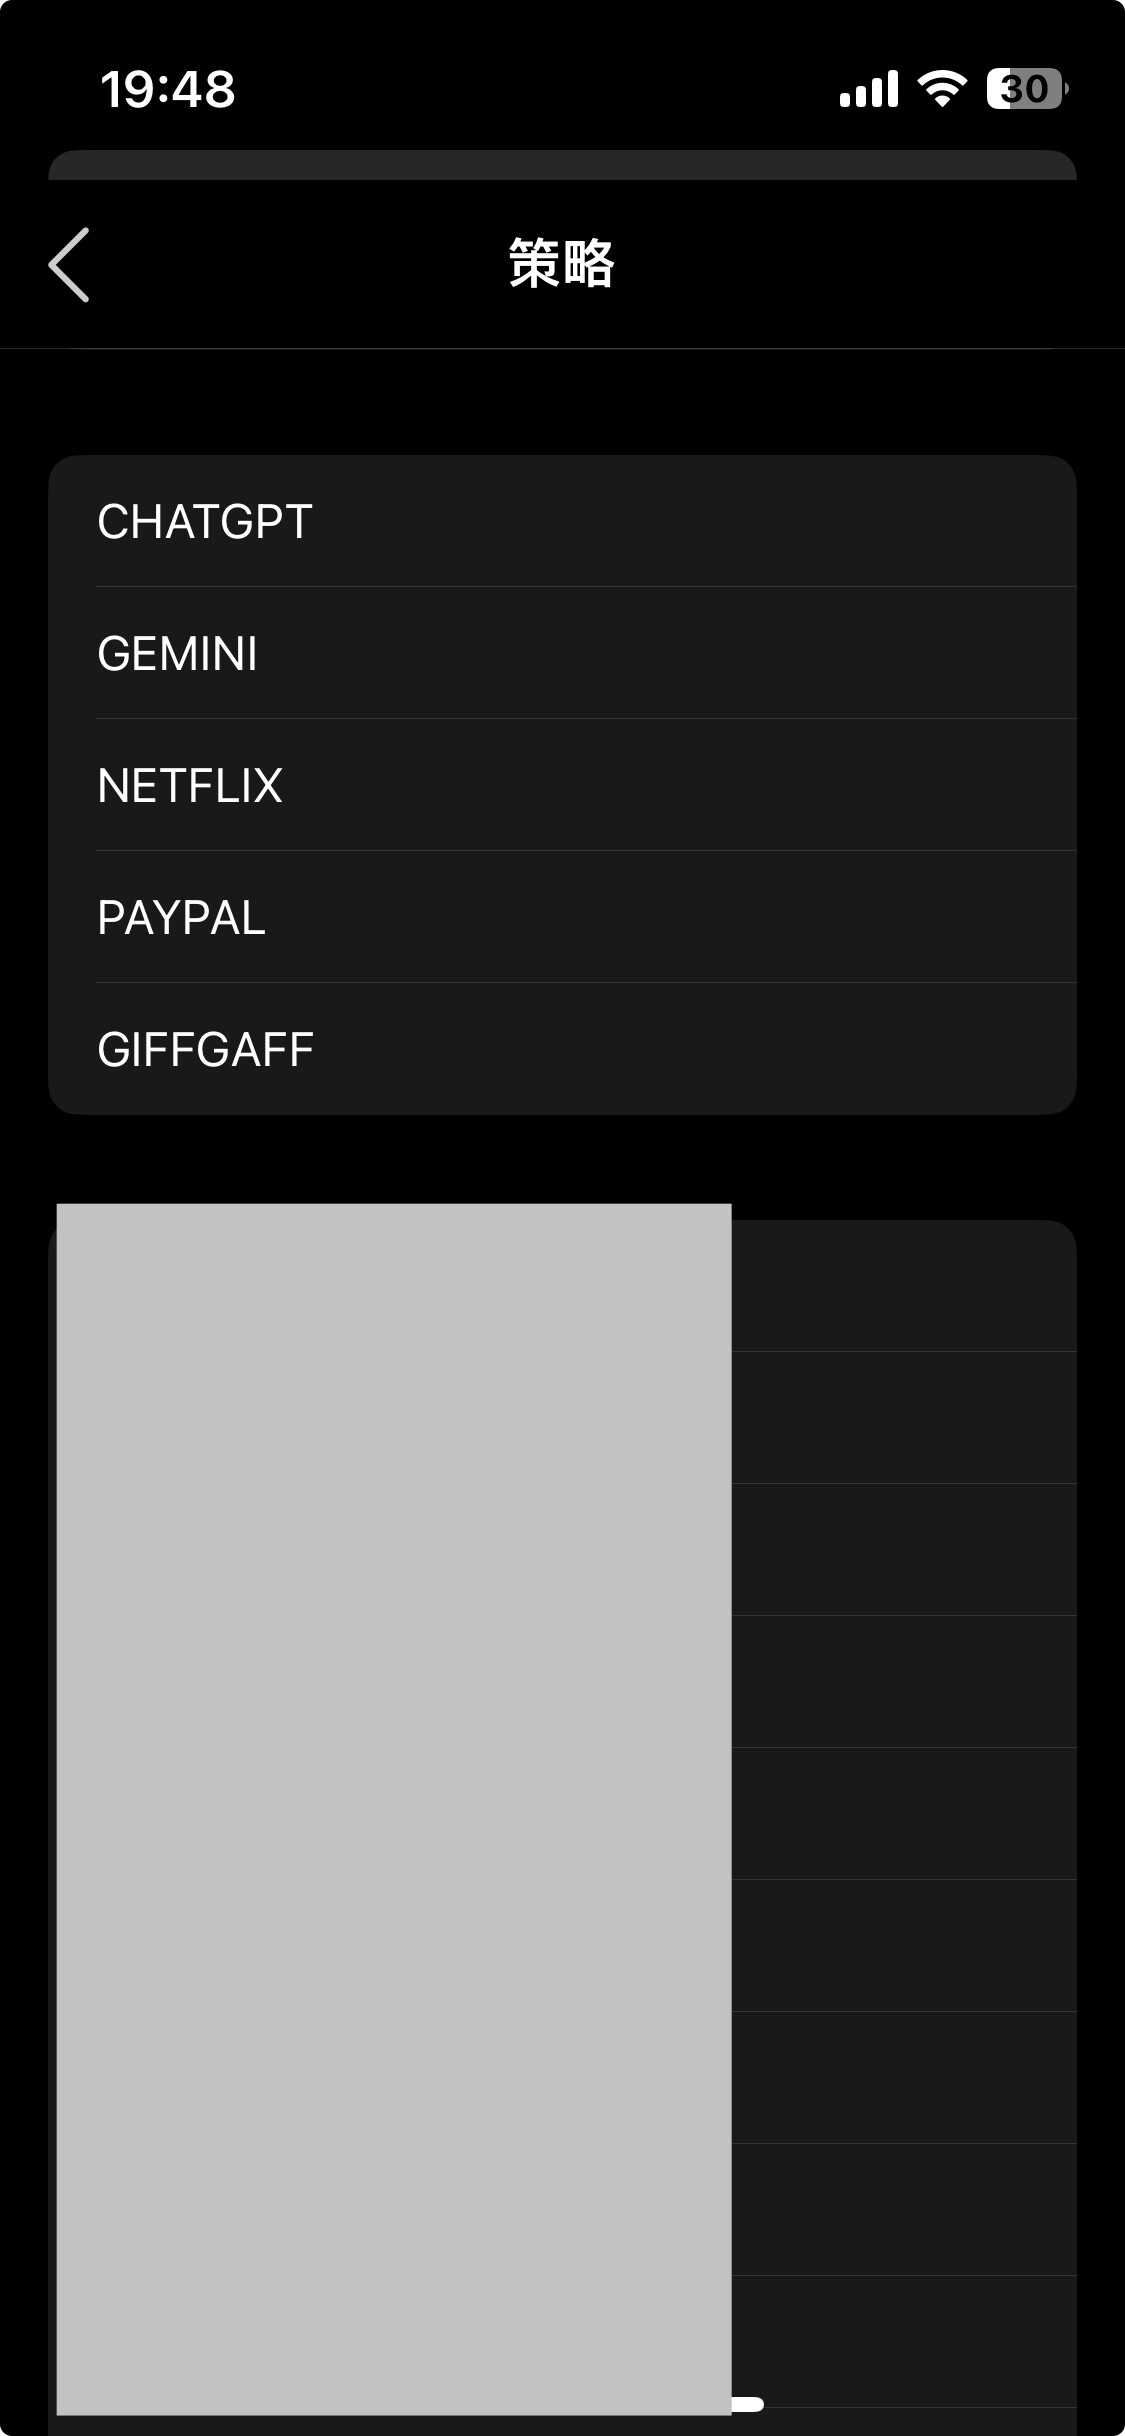 19:48
30
策略
CHATGPT
GEMINI
NETFLIX
PAYPAL
GIFFGAFF